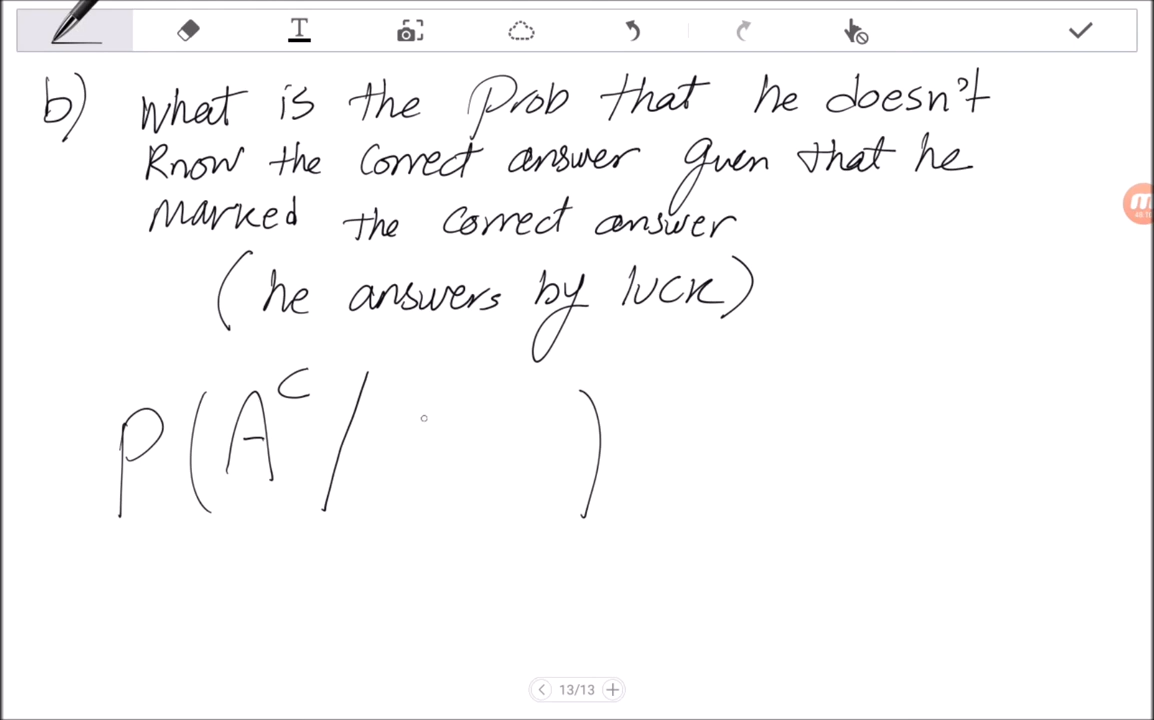 b) What is the Prob that he doesn't
Know the Correct answer given that he
Marked the Correct answer
(he answers by luck)
P(A^C /      )
13/13